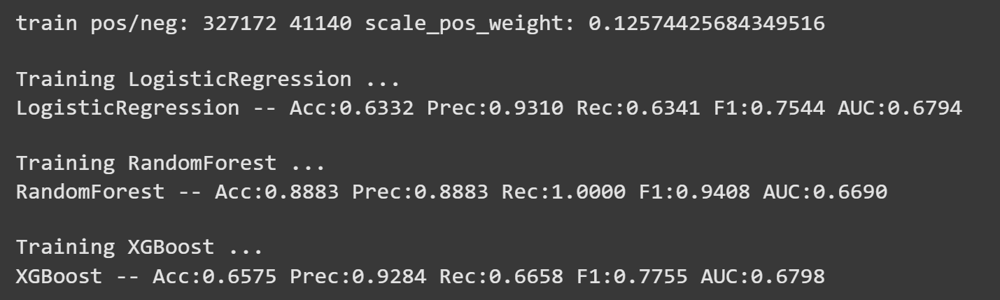 train pos/neg: 327172 41140 scale_pos_weight: 0.12574425684349516
Training LogisticRegression ...
LogisticRegression -- Acc:0.6332 Prec:0.9310 Rec:0.6341 F1:0.7544 AUC:0.6794
Training RandomForest ...
RandomForest -- Acc:0.8883 Prec:0.8883 Rec:1.0000 F1:0.9408 AUC:0.6690
Training XGBoost ...
XGBoost -- Acc:0.6575 Prec:0.9284 Rec:0.6658 F1:0.7755 AUC:0.6798